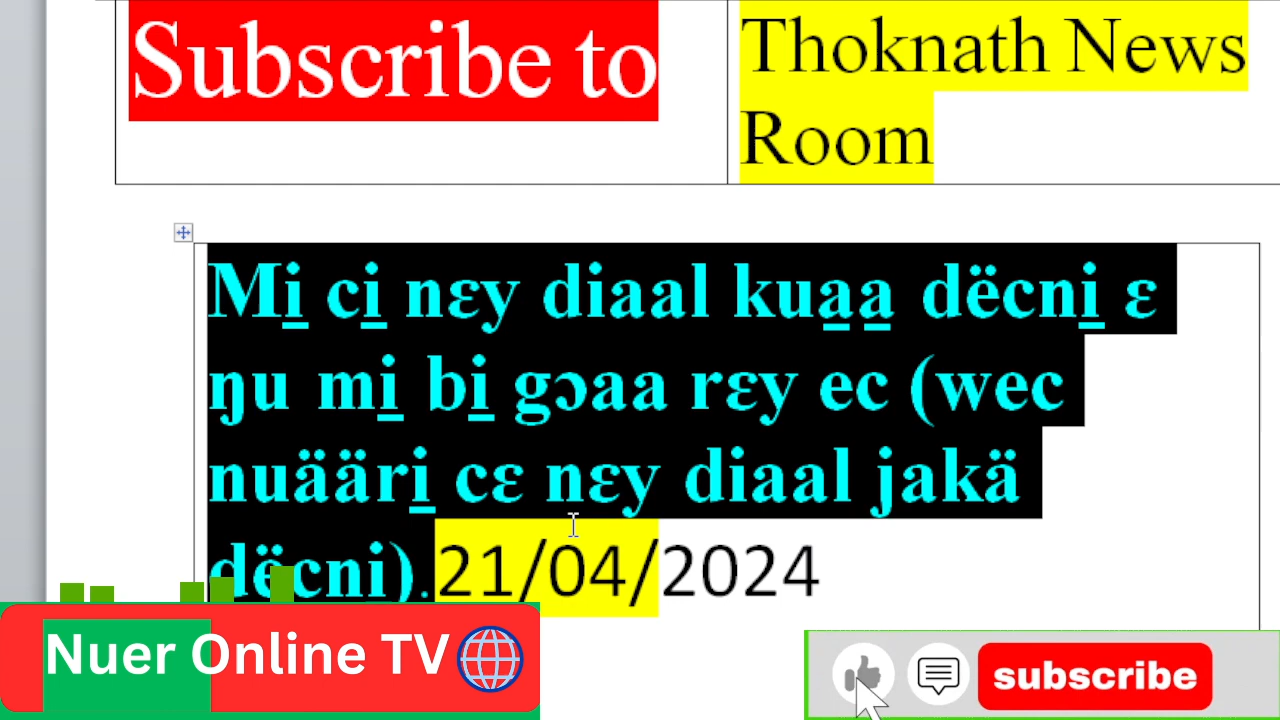 Subscribe to
Thoknath News
Room
Mi̱ ci̱ nɛy diaal kua̱a̱ dëcni̱ ɛ
ŋu mi̱ bi̱ gɔaa rɛy ec (wec
nuääri̱ cɛ nɛy diaal jakä
dëcni).21/04/2024
Nuer Online TV
subscribe